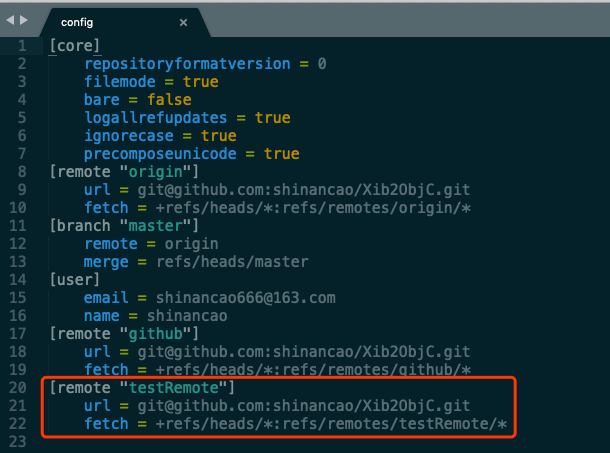 config ×
1 [core]
2 repositoryformatversion = 0
3 filemode = true
4 bare = false
5 logallrefupdates = true
6 ignorecase = true
7 precomposeunicode = true
8 [remote "origin"]
9 url = git@github.com:shinancao/Xib2ObjC.git
10 fetch = +refs/heads/*:refs/remotes/origin/*
11 [branch "master"]
12 remote = origin
13 merge = refs/heads/master
14 [user]
15 email = shinancao666@163.com
16 name = shinancao
17 [remote "github"]
18 url = git@github.com:shinancao/Xib2ObjC.git
19 fetch = +refs/heads/*:refs/remotes/github/*
20 [remote "testRemote"]
21 url = git@github.com:shinancao/Xib2ObjC.git
22 fetch = +refs/heads/*:refs/remotes/testRemote/*
23